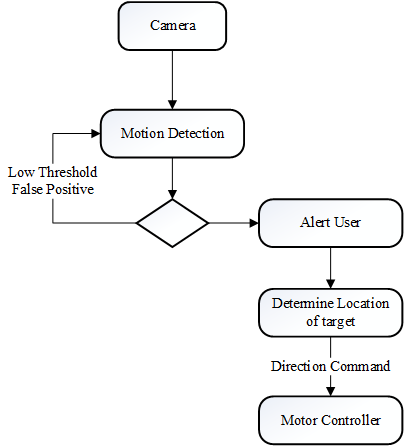 Camera
Motion Detection
Low Threshold
False Positive
Alert User
Determine Location
of target
Direction Command
Motor Controller